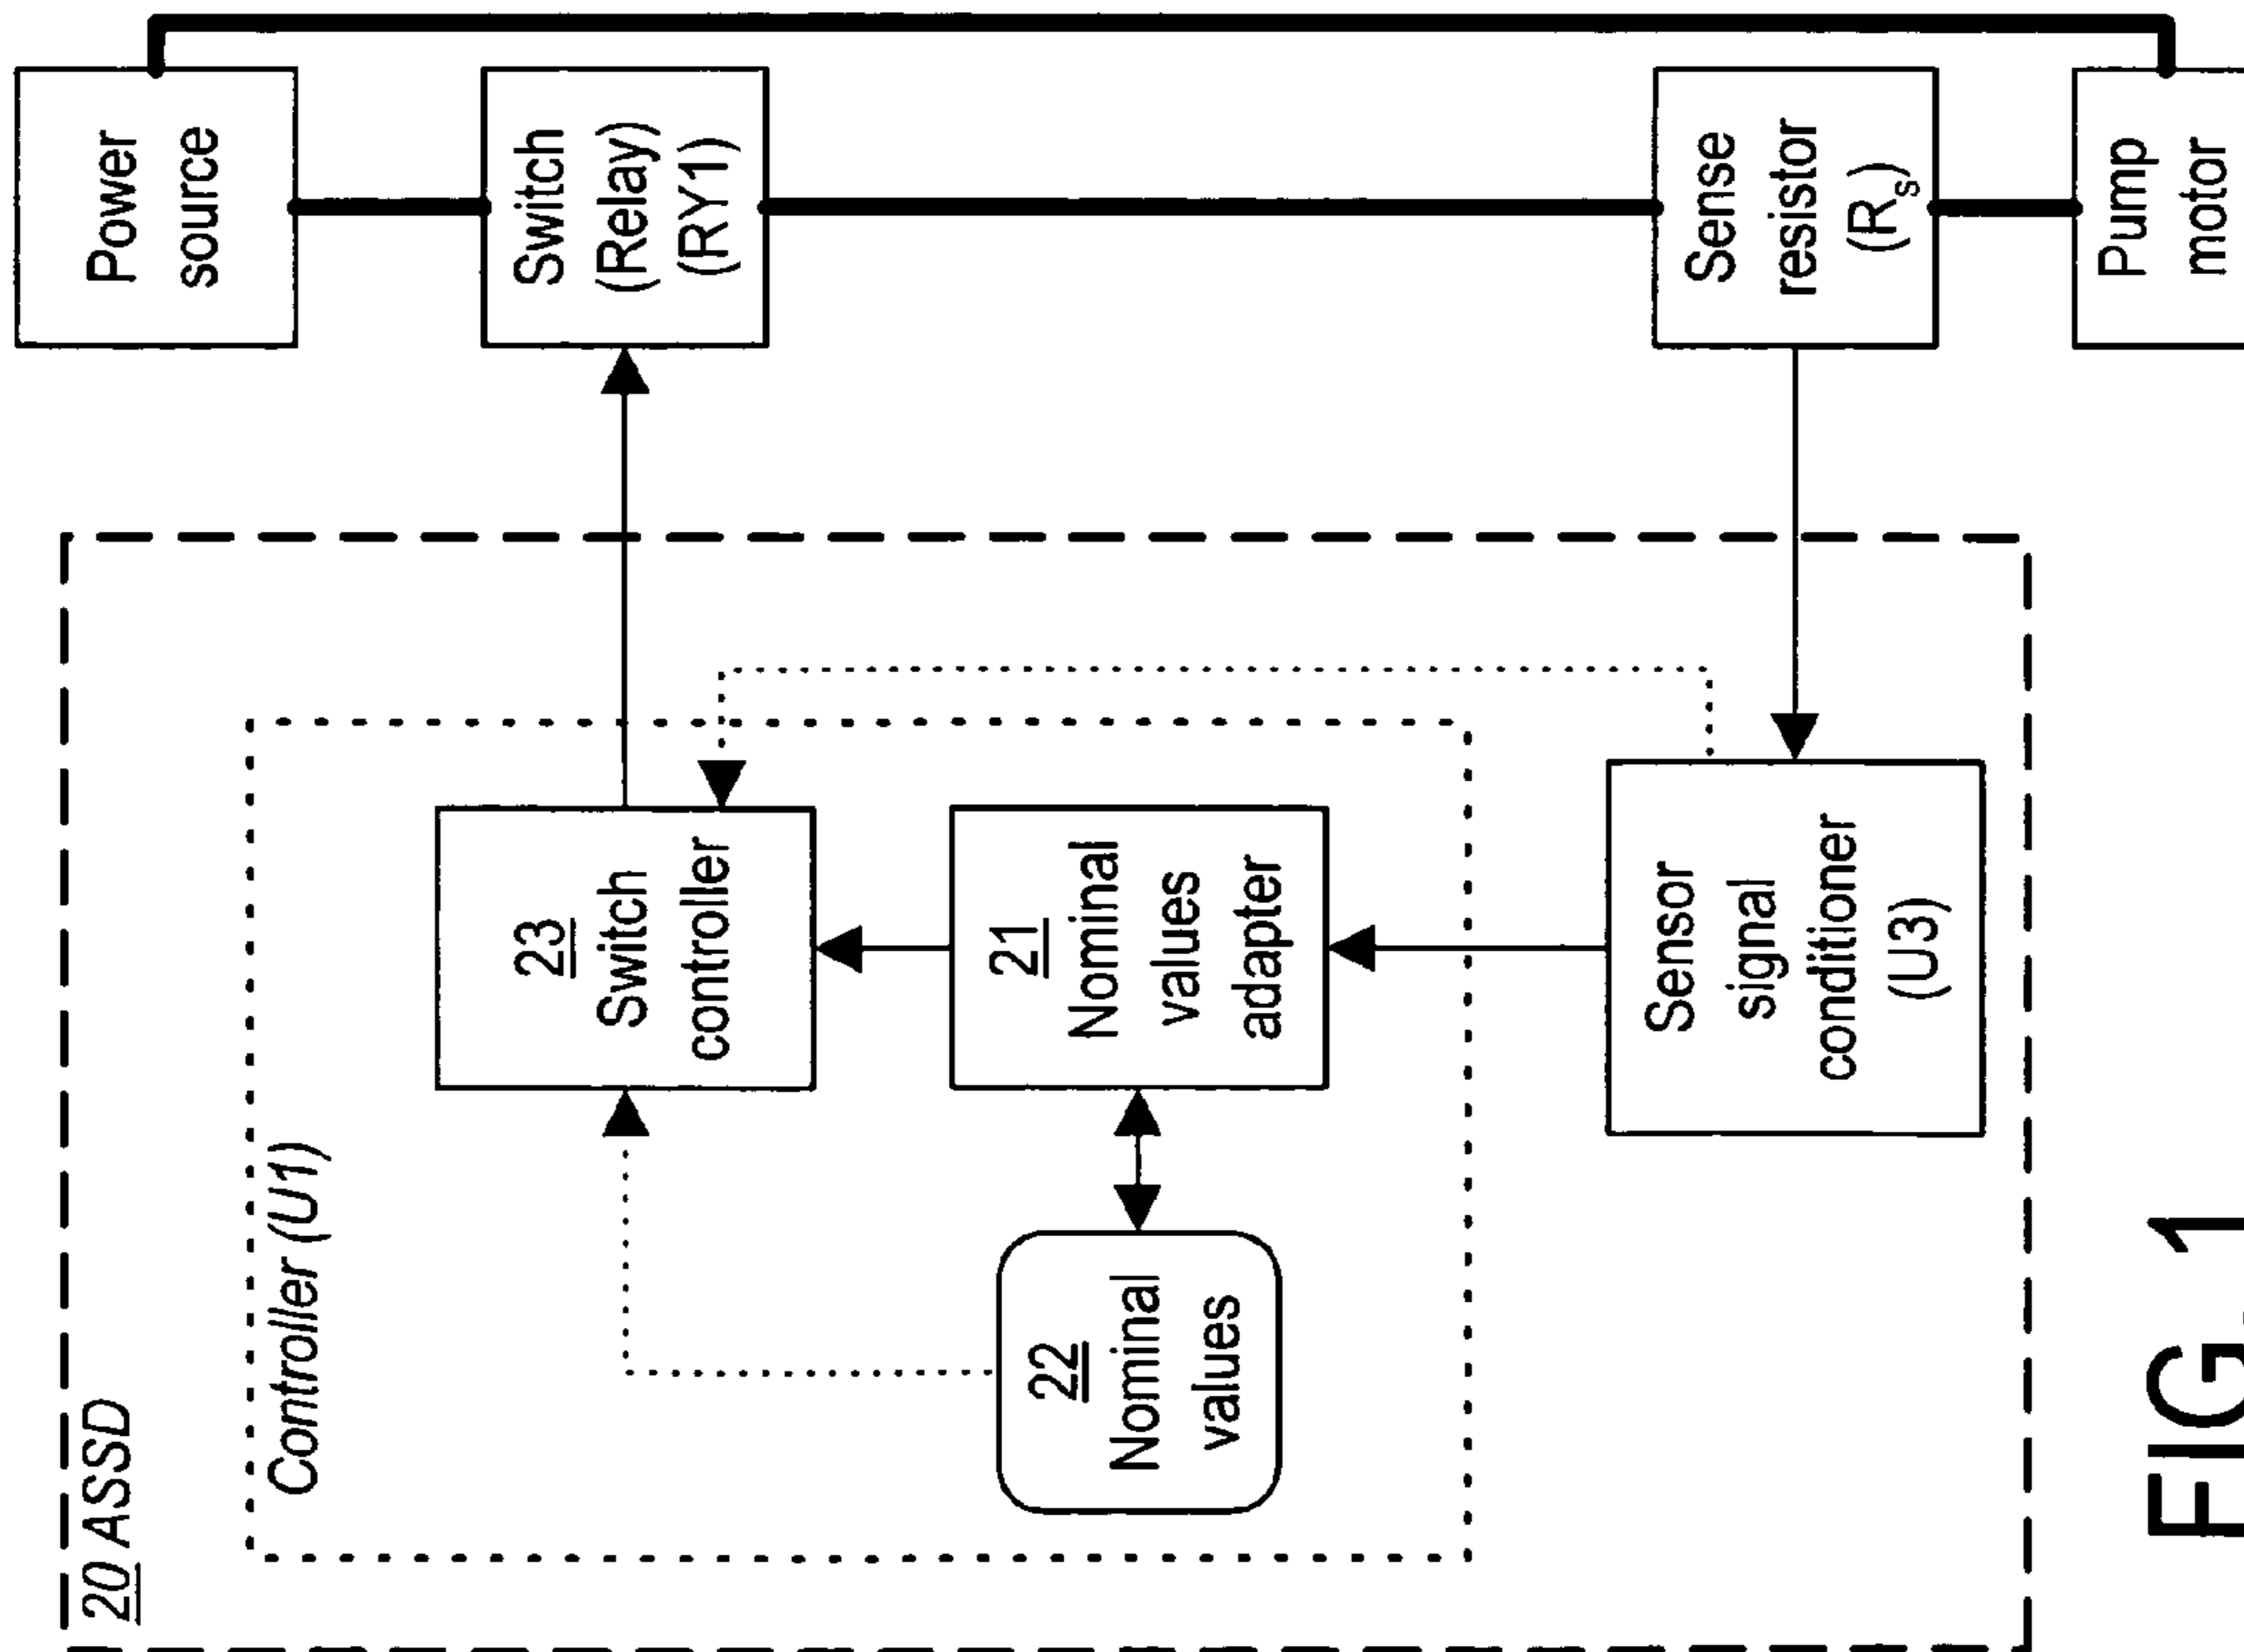 20 ASSD
Controller (U1)
Power
source
Switch
(Relay)
(RY1)
23
Switch
controller
22
Nominal
values
21
Nominal
values
adapter
Sensor
signal
conditioner
(U3)
Sense
resistor
(Rs)
Pump
motor
FIG. 1